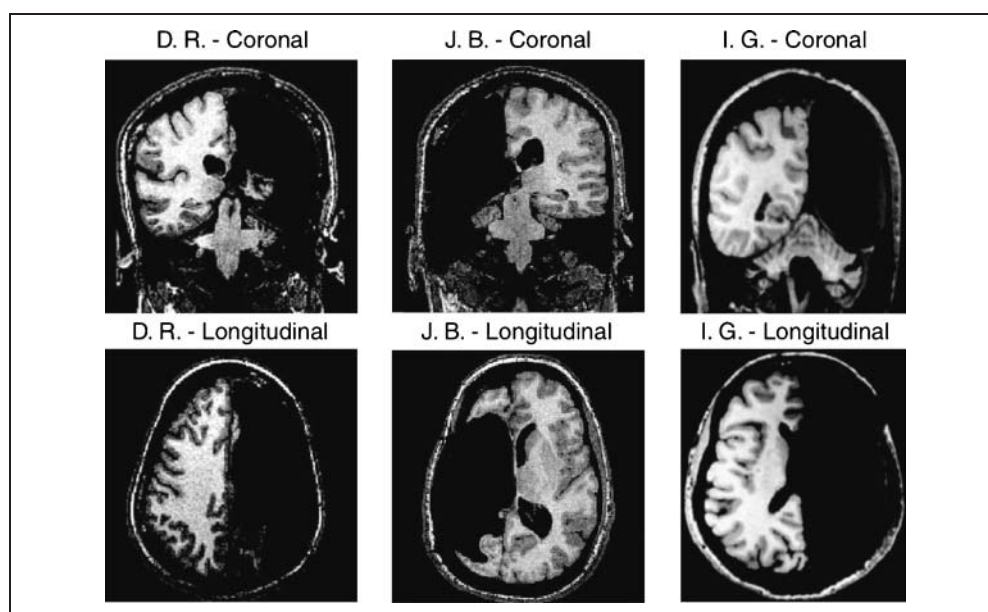 D. R. - Coronal
J. B. - Coronal
I. G. - Coronal
D. R. - Longitudinal
J. B. - Longitudinal
I. G. - Longitudinal